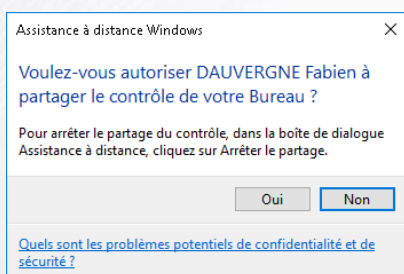 Assistance à distance Windows
Voulez-vous autoriser DAUVERGNE Fabien à
partager le contrôle de votre Bureau ?
Pour arrêter le partage du contrôle, dans la boîte de dialogue
Assistance à distance, cliquez sur Arrêter le partage.
Oui Non
Quels sont les problèmes potentiels de confidentialité et de
sécurité ?